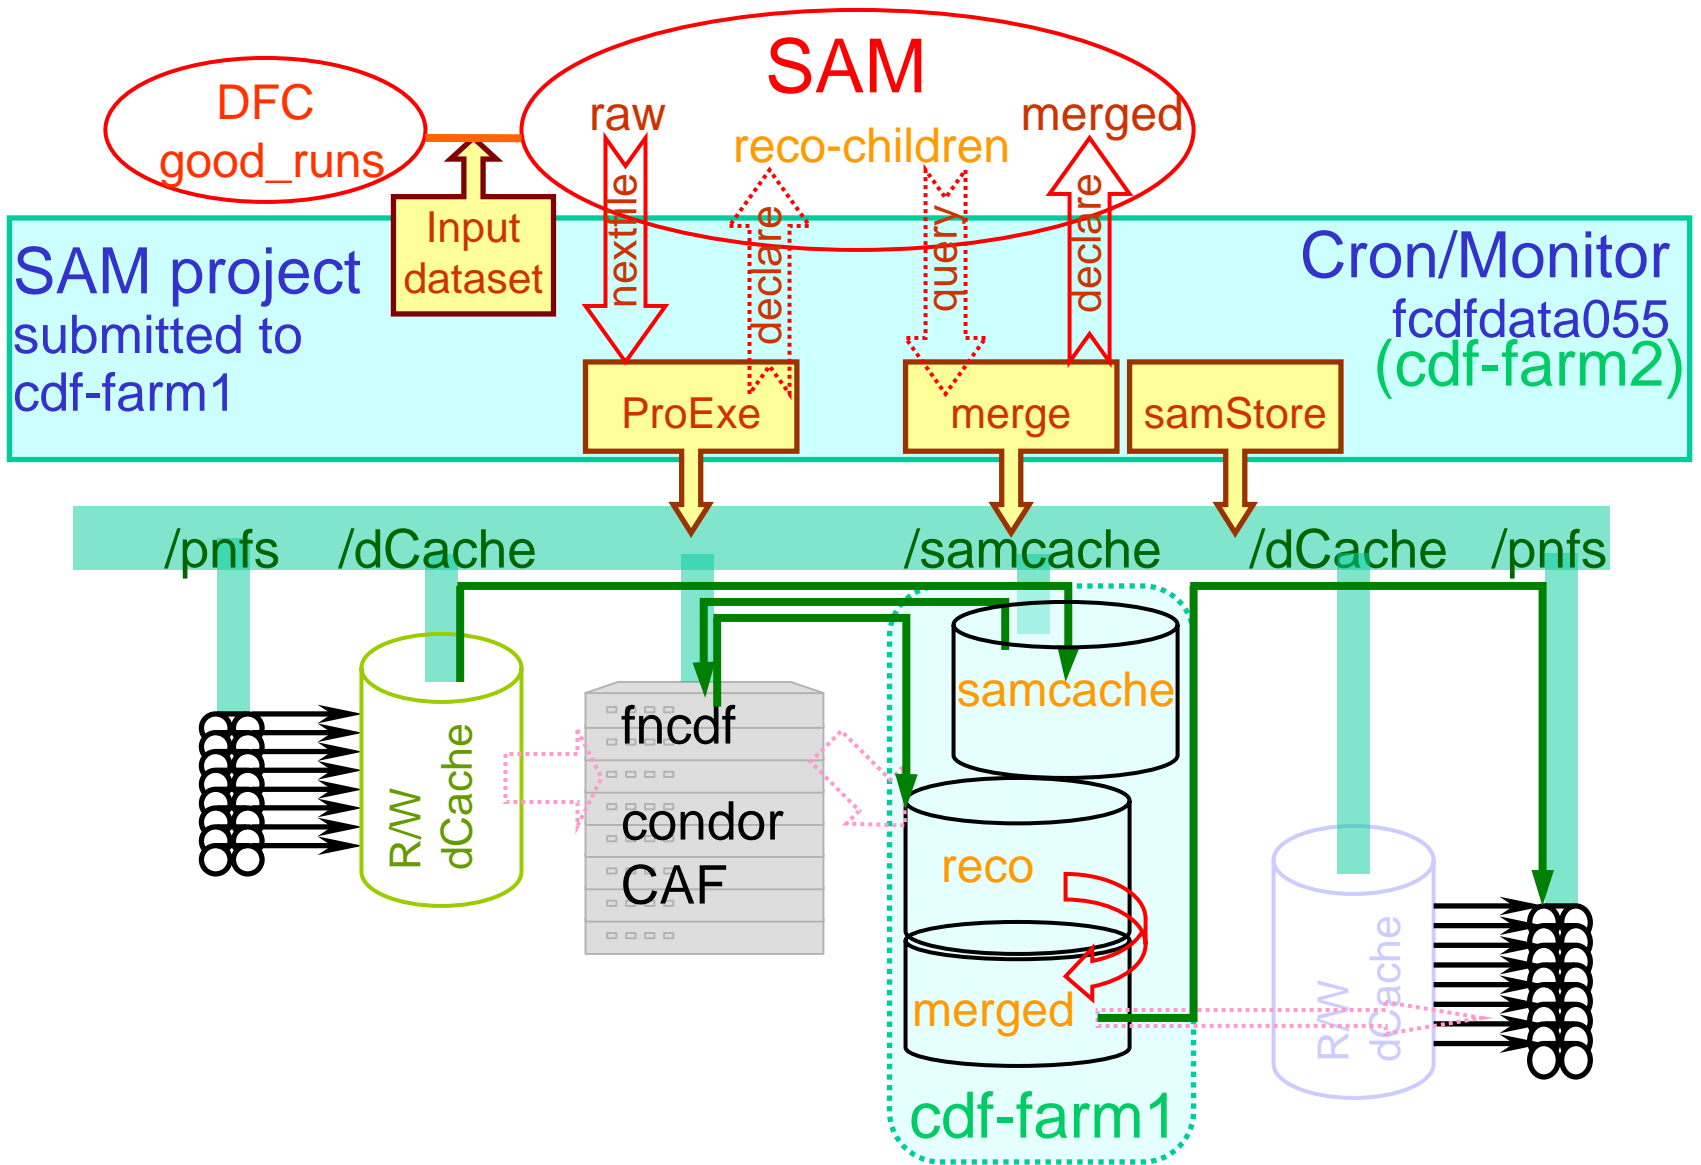 SAM
DFC
good_runs
raw
reco-children
merged
nextfile
declare
query
declare
Input
dataset
SAM project
submitted to
cdf-farm1
Cron/Monitor
fcdfdata055
(cdf-farm2)
ProExe
merge
samStore
/pnfs
/dCache
/samcache
/dCache
/pnfs
samcache
R/W
dCache
fncdf
condor
CAF
reco
merged
R/W
dCache
cdf-farm1